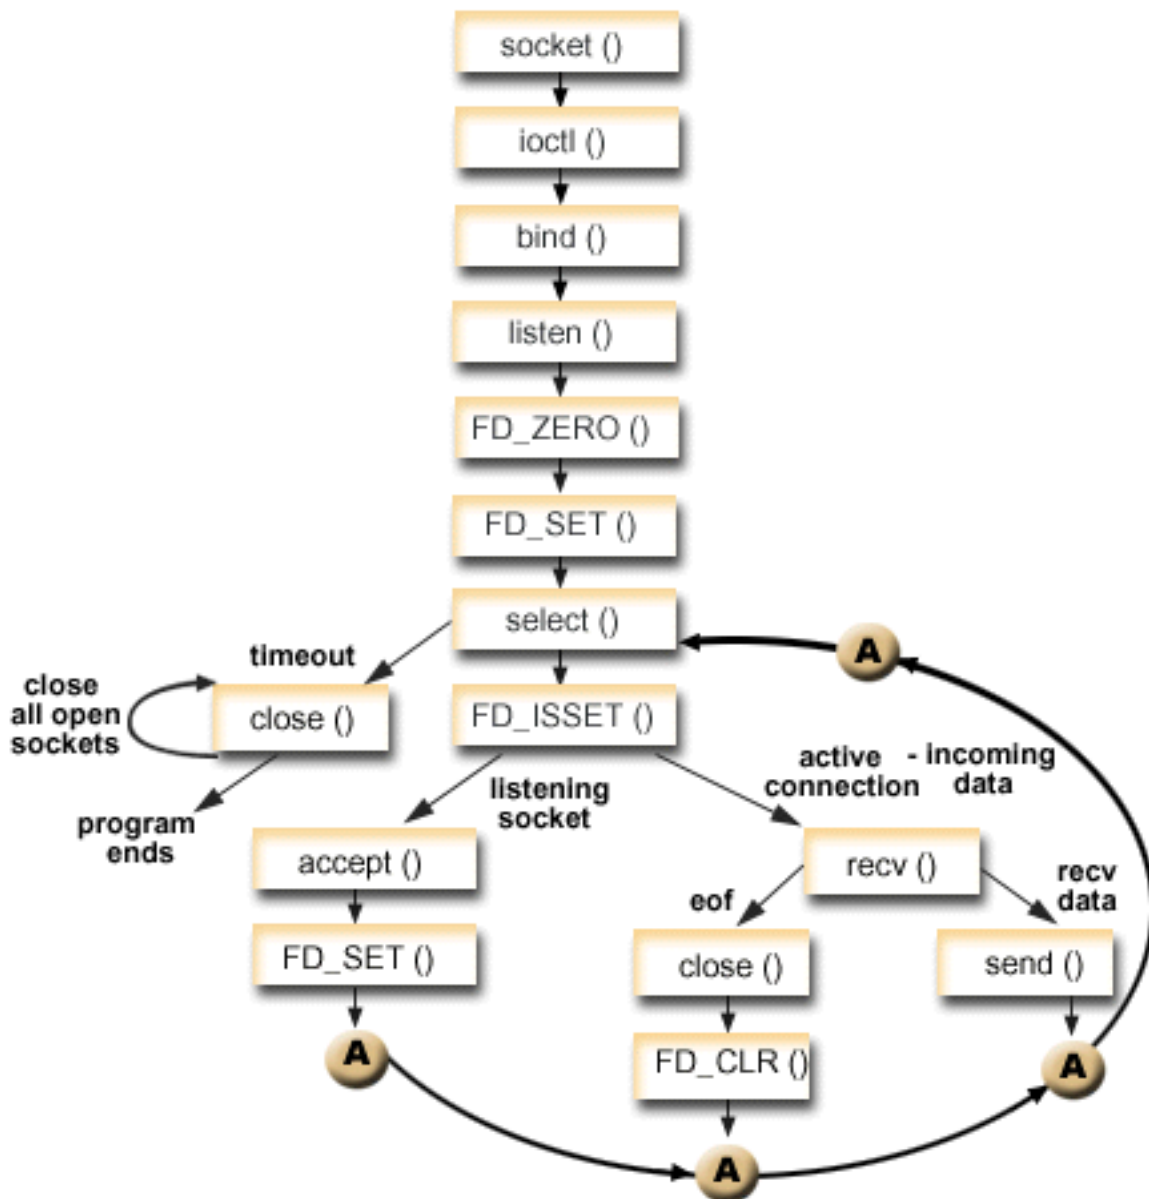 socket ()
ioctl ()
bind ()
listen ()
FD_ZERO ()
FD_SET ()
select ()
A
timeout
close
all open
sockets
close ()
FD_ISSET ()
program
ends
listening
socket
active
connection
- incoming
data
accept ()
recv ()
eof
recv
data
FD_SET ()
close ()
send ()
A
FD_CLR ()
A
A